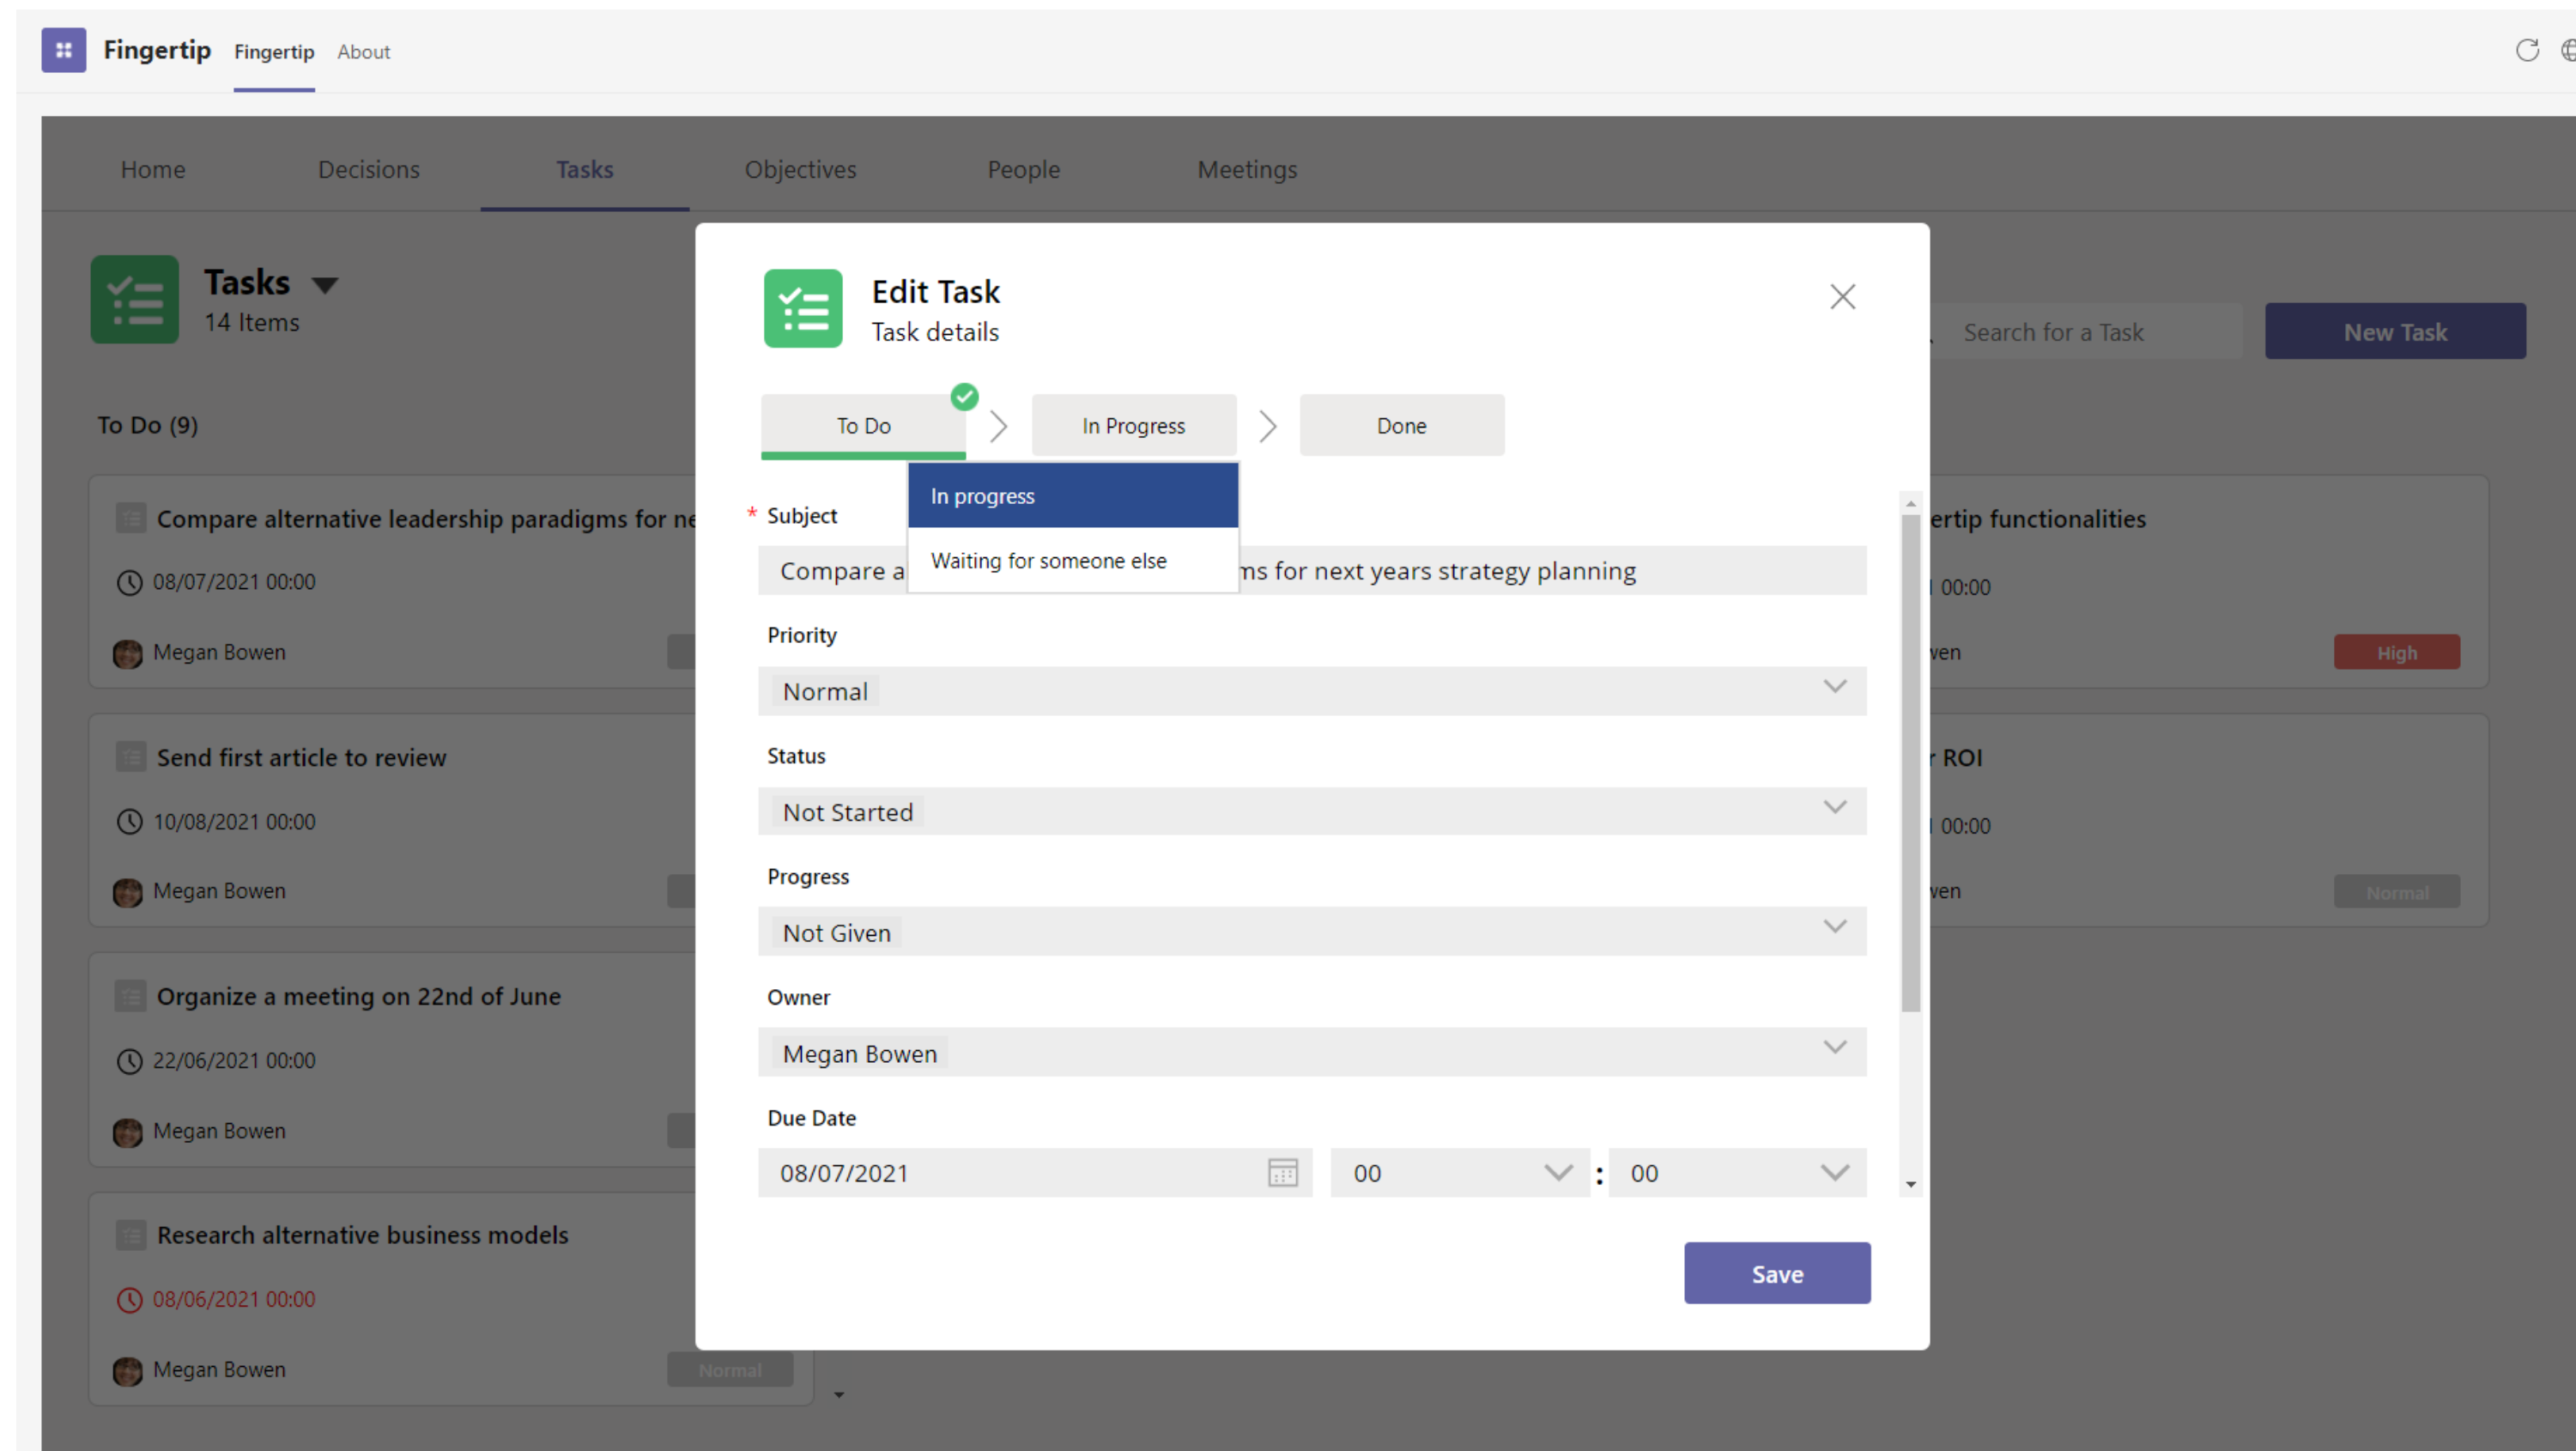 Fingertip Fingertip About
Home Decisions Tasks Objectives People Meetings
Tasks
14 Items
Search for a Task
New Task
To Do (9)
Compare alternative leadership paradigms for ne
08/07/2021 00:00
Megan Bowen
Send first article to review
10/08/2021 00:00
Megan Bowen
Organize a meeting on 22nd of June
22/06/2021 00:00
Megan Bowen
Research alternative business models
08/06/2021 00:00
Megan Bowen
Normal
Edit Task
Task details
To Do In Progress Done
In progress
Waiting for someone else
* Subject
Compare a ms for next years strategy planning
Priority
Normal
Status
Not Started
Progress
Not Given
Owner
Megan Bowen
Due Date
08/07/2021 00 : 00
Save
ertip functionalities
00:00
wen
High
r ROI
00:00
wen
Normal